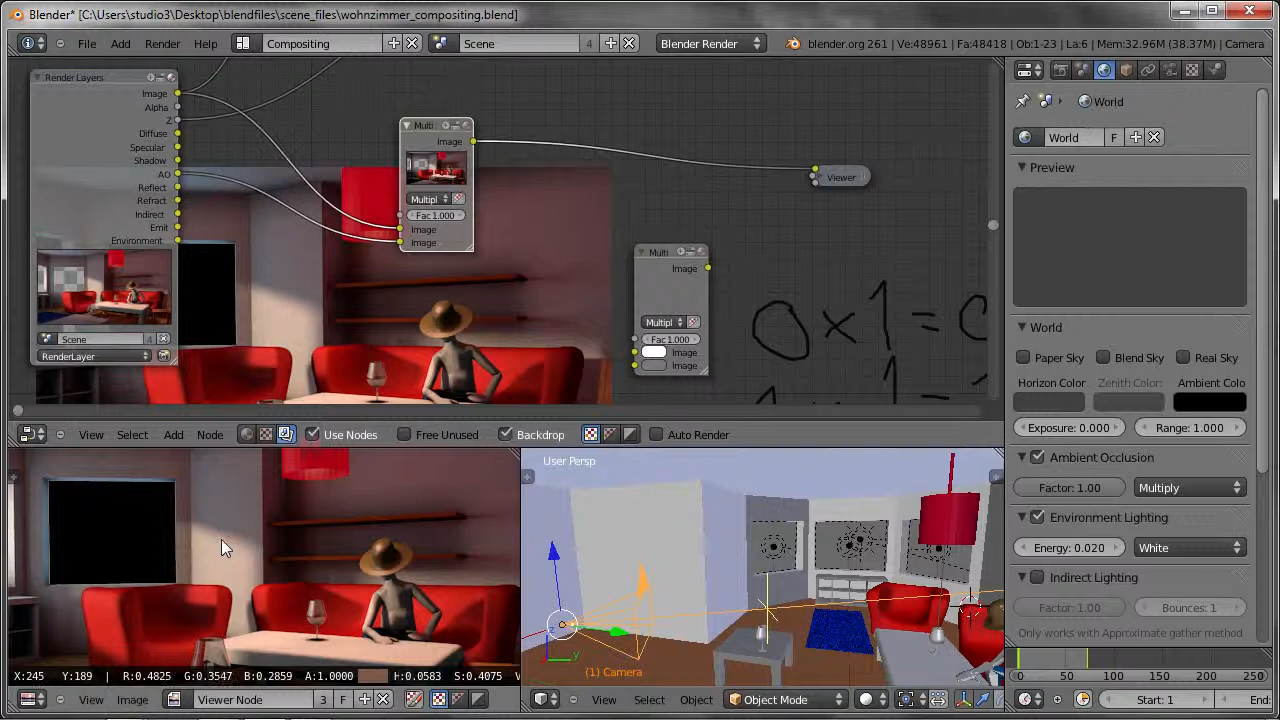 Blender* [C:\Users\studio3\Desktop\blendfiles\scene_files\wohnzimmer_compositing.blend]
File Add Render Help Compositing Scene 4 Blender Render blender.org 261 | Ve:48961 | Fa:48418 | Ob:1-23 | La:6 | Mem:32.96M (38.37M) | Camera
Render Layers
Image
Alpha
Z
Diffuse
Specular
Shadow
AO
Reflect
Refract
Indirect
Emit
Environment
Scene 4
RenderLayer
Multi
Image
Multipl
Fac 1.000
Image
Image
Multi
Image
Multipl
Fac 1.000
Image
Image
Viewer
0x1=
1
World
World F
Preview
World
Paper Sky Blend Sky Real Sky
Horizon Color Zenith Color: Ambient Colo
Exposure: 0.000 Range: 1.000
Ambient Occlusion
Factor: 1.00 Multiply
Environment Lighting
Energy: 0.020 White
Indirect Lighting
Factor: 1.00 Bounces: 1
Only works with Approximate gather method
View Select Add Node Use Nodes Free Unused Backdrop Auto Render
User Persp
(1) Camera
X:245 Y:189 | R:0.4825 G:0.3547 B:0.2859 A:1.0000 H:0.0583 S:0.4075 V
View Image Viewer Node 3 F
View Select Object Object Mode
0 50 100 150 200 250
Start: 1 End: